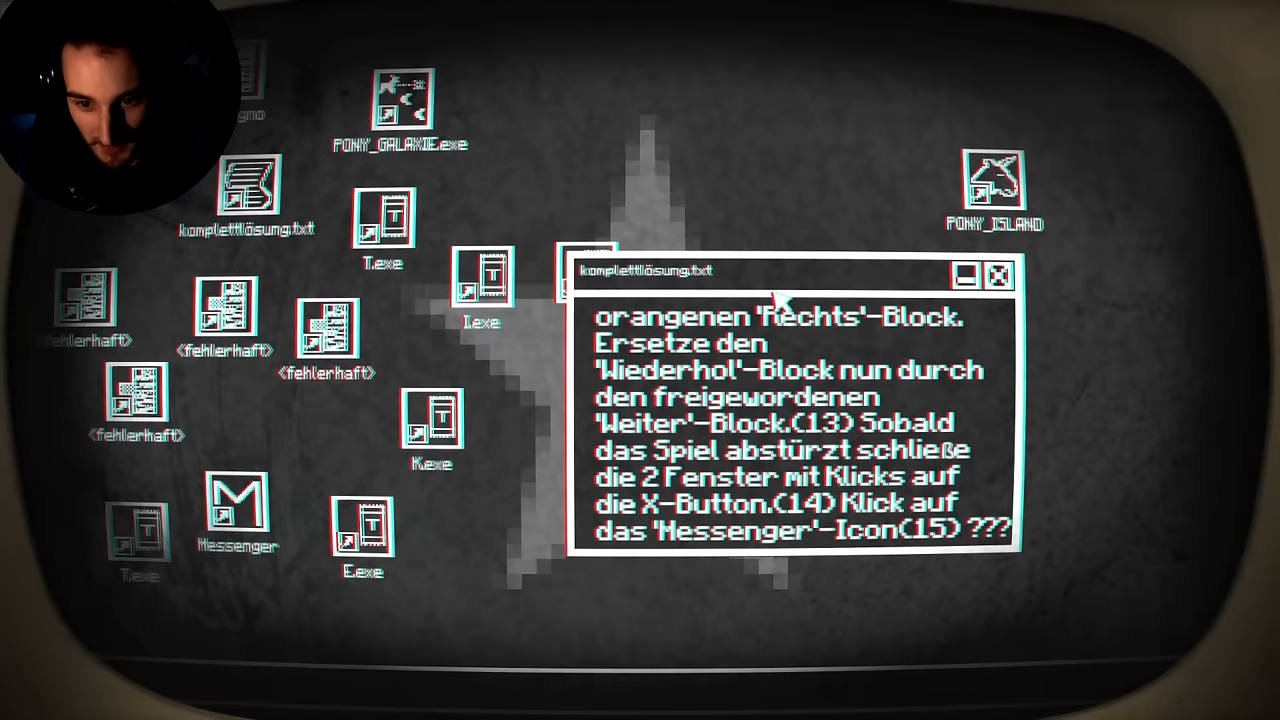 gno
PONY_GALAXIE.exe
komplettlösung.txt
T.exe
PONY_ISLAND
I.exe
<fehlerhaft>
<fehlerhaft>
<fehlerhaft>
<fehlerhaft>
K.exe
Messenger
T.exe
E.exe
komplettlösung.txt
orangenen 'Rechts'-Block.
Ersetze den
'Wiederhol'-Block nun durch
den freigewordenen
'Weiter'-Block.(13) Sobald
das Spiel abstürzt schließe
die 2 Fenster mit Klicks auf
die X-Button.(14) Klick auf
das 'Messenger'-Icon(15) ???